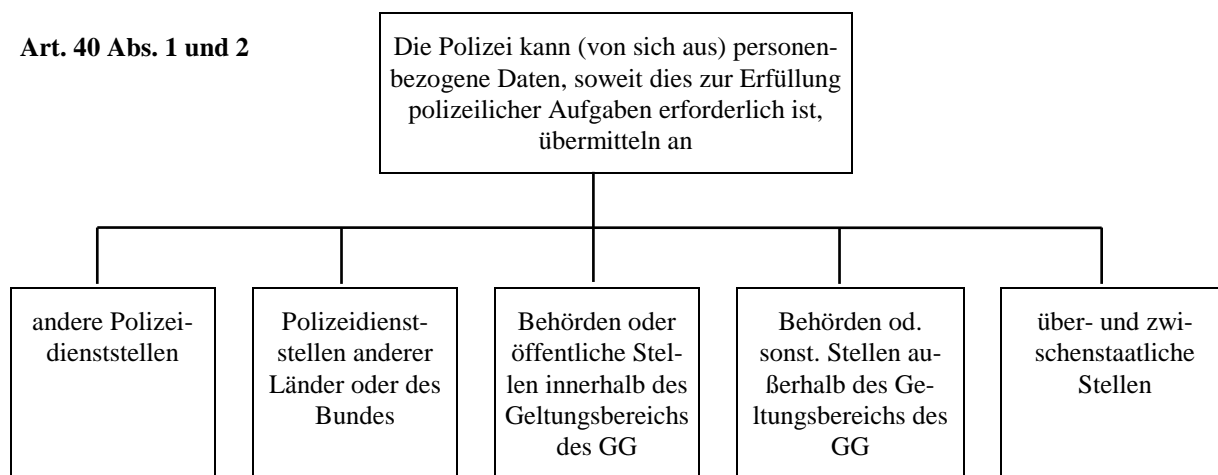 Art. 40 Abs. 1 und 2
Die Polizei kann (von sich aus) personen-
bezogene Daten, soweit dies zur Erfüllung
polizeilicher Aufgaben erforderlich ist,
übermitteln an
andere Polizei-
dienststellen
Polizeidienst-
stellen anderer
Länder oder des
Bundes
Behörden oder
öffentliche Stel-
len innerhalb des
Geltungsbereichs
des GG
Behörden od.
sonst. Stellen au-
ßerhalb des Ge-
ltungsbereichs des
GG
über- und zwi-
schenstaatliche
Stellen